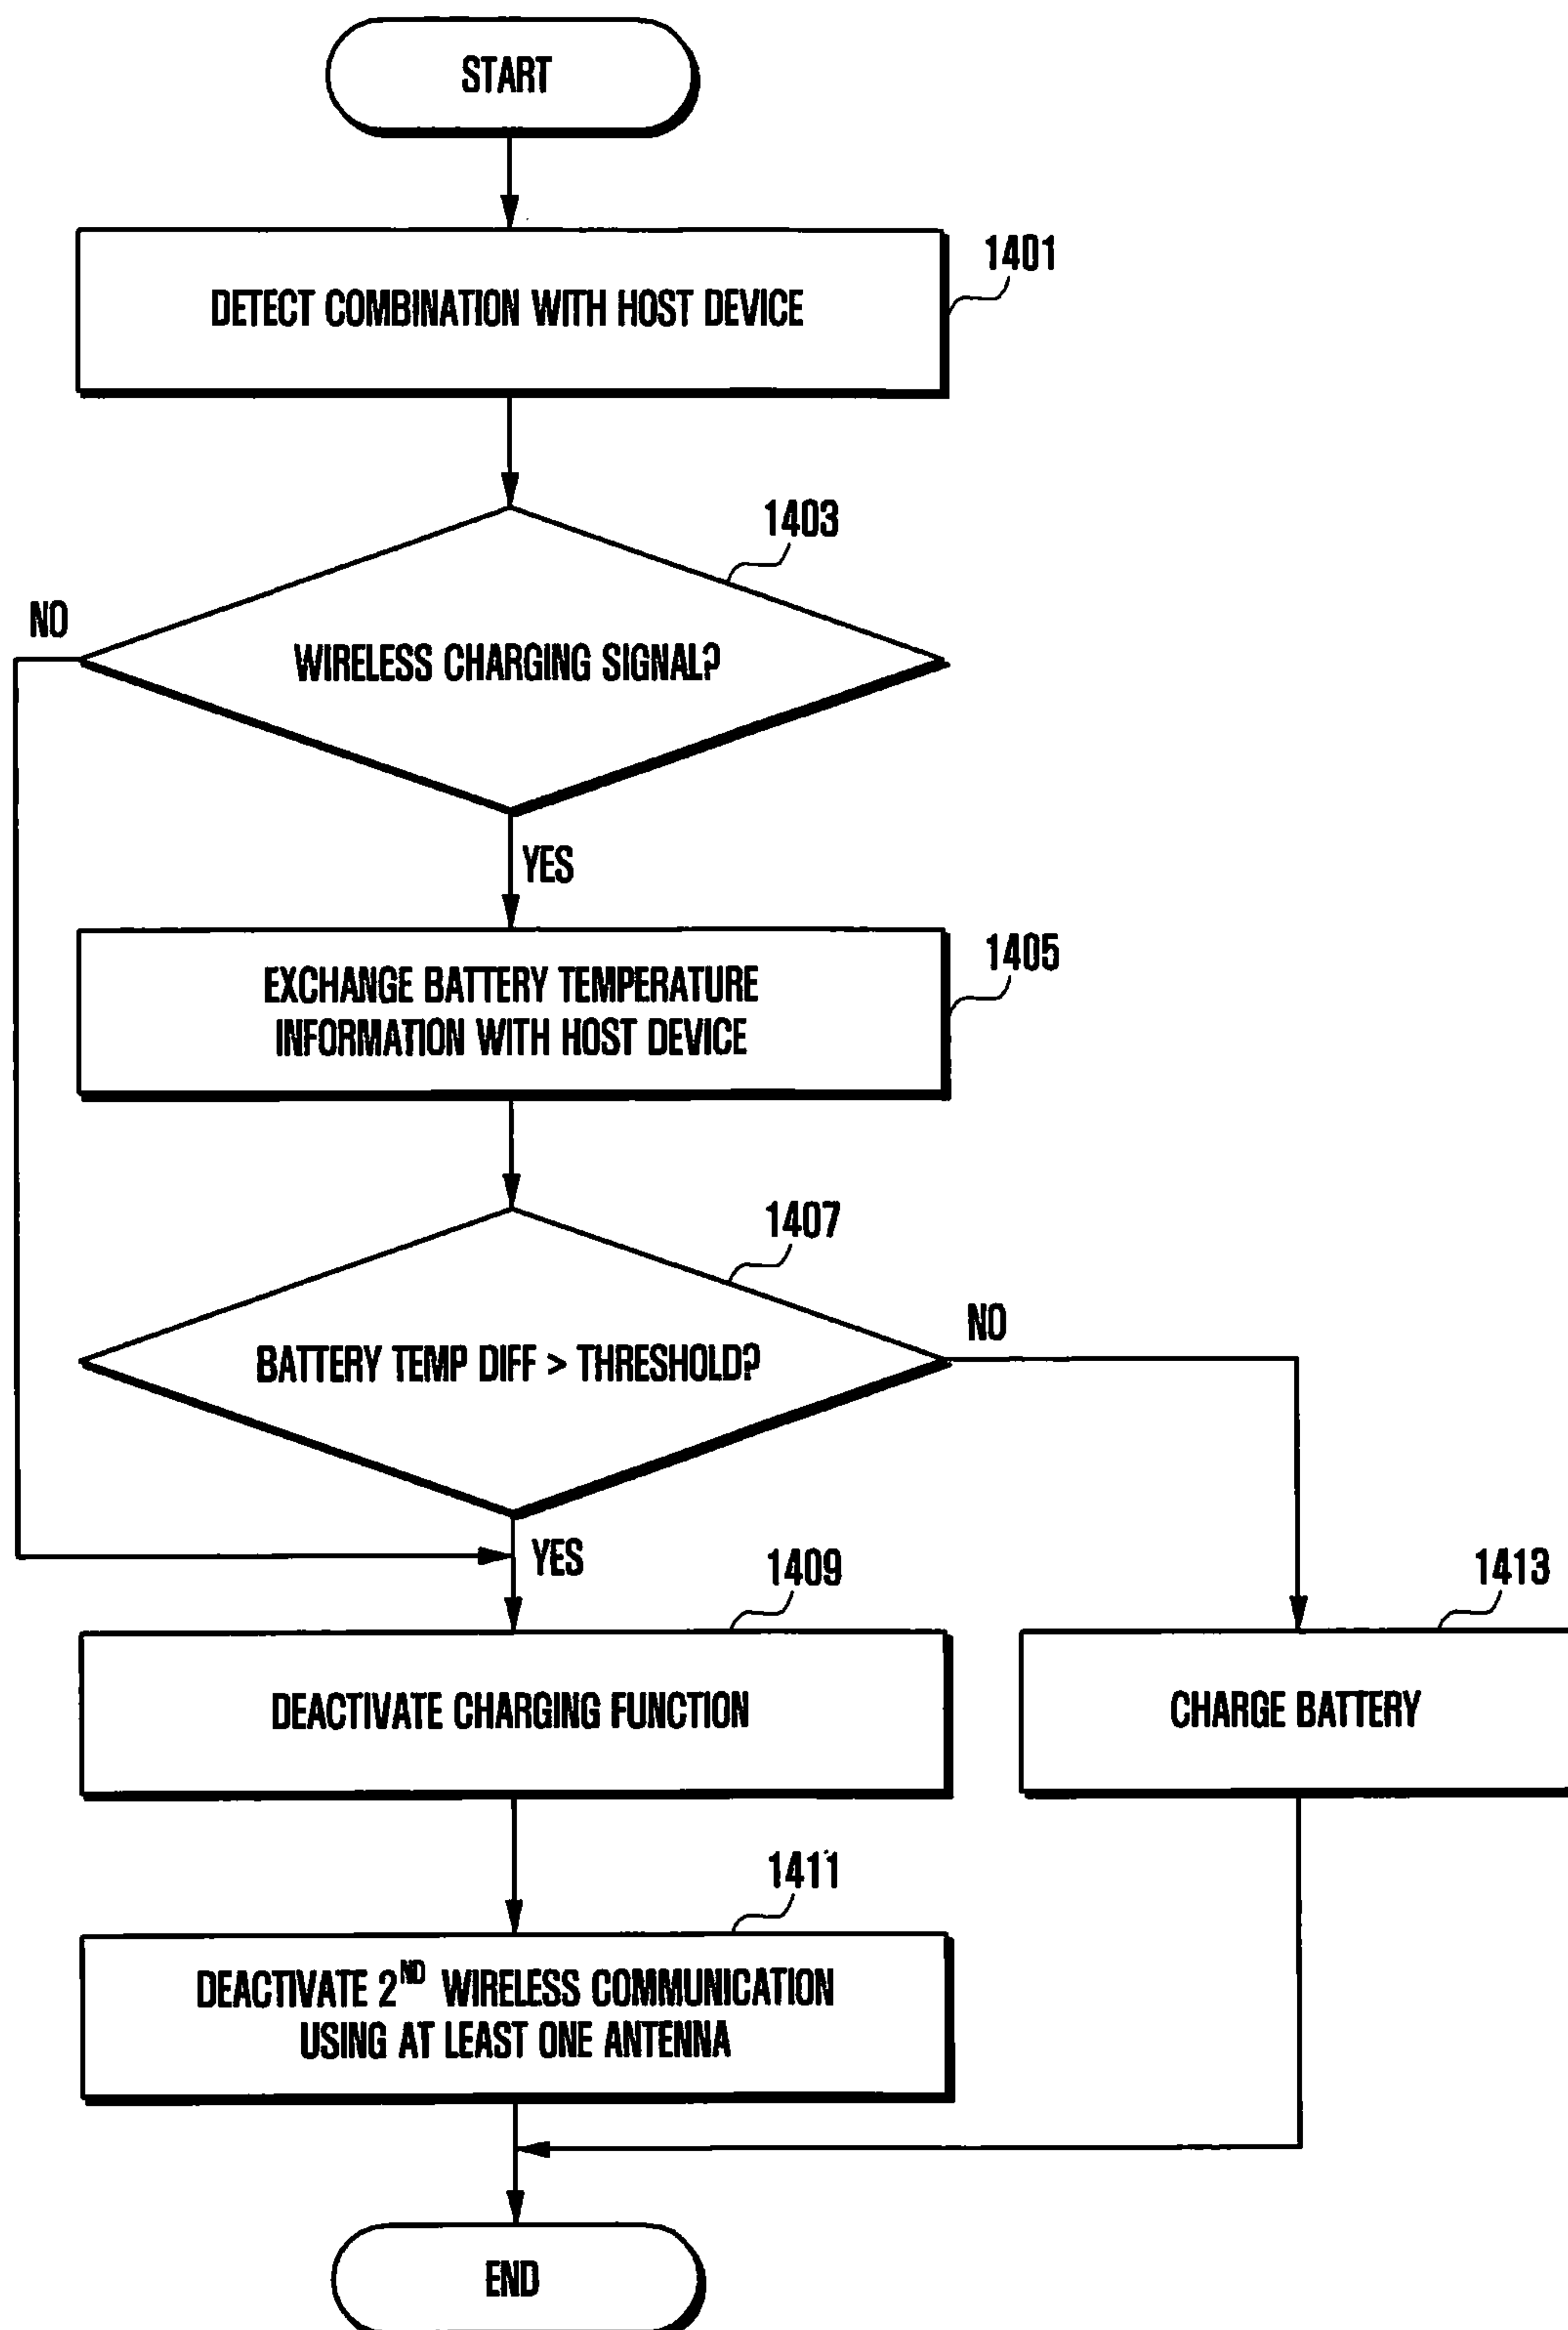 START
DETECT COMBINATION WITH HOST DEVICE
1401
1403
NO
WIRELESS CHARGING SIGNAL?
YES
EXCHANGE BATTERY TEMPERATURE
INFORMATION WITH HOST DEVICE
1405
1407
NO
BATTERY TEMP DIFF > THRESHOLD?
YES
1409
1413
DEACTIVATE CHARGING FUNCTION
CHARGE BATTERY
1411
DEACTIVATE 2ND WIRELESS COMMUNICATION
USING AT LEAST ONE ANTENNA
END